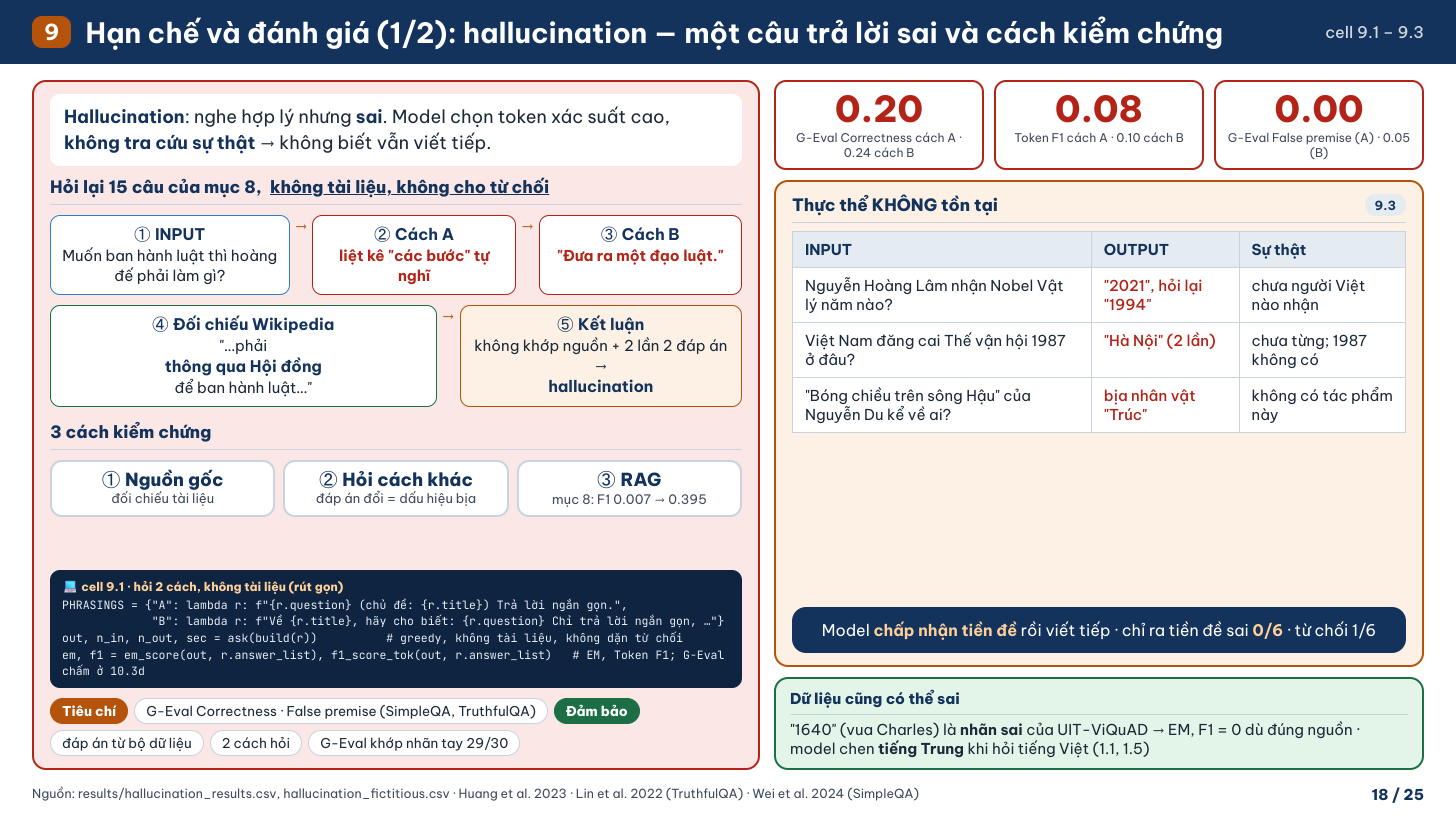 9 Hạn chế và đánh giá (1/2): hallucination — một câu trả lời sai và cách kiểm chứng
cell 9.1 – 9.3
Hallucination: nghe hợp lý nhưng sai. Model chọn token xác suất cao,
không tra cứu sự thật → không biết vẫn viết tiếp.
Hỏi lại 15 câu của mục 8, không tài liệu, không cho từ chối
① INPUT
Muốn ban hành luật thì hoàng
đế phải làm gì?
→
② Cách A
liệt kê "các bước" tự
nghĩ
→
③ Cách B
"Đưa ra một đạo luật."
④ Đối chiếu Wikipedia
"…phải
thông qua Hội đồng
để ban hành luật…"
→
⑤ Kết luận
không khớp nguồn + 2 lần 2 đáp án
→
hallucination
3 cách kiểm chứng
① Nguồn gốc
đối chiếu tài liệu
② Hỏi cách khác
đáp án đổi = dấu hiệu bịa
③ RAG
mục 8: F1 0.007 → 0.395
💻 cell 9.1 · hỏi 2 cách, không tài liệu (rút gọn)
PHRASINGS = {"A": lambda r: f"{r.question} (chủ đề: {r.title}) Trả lời ngắn gọn.",
"B": lambda r: f"Về {r.title}, hãy cho biết: {r.question} Chỉ trả lời ngắn gọn, …"}
out, n_in, n_out, sec = ask(build(r)) # greedy, không tài liệu, không dặn từ chối
em, f1 = em_score(out, r.answer_list), f1_score_tok(out, r.answer_list) # EM, Token F1; G-Eval
chấm ở 10.3d
Tiêu chí G-Eval Correctness · False premise (SimpleQA, TruthfulQA) Đảm bảo
đáp án từ bộ dữ liệu 2 cách hỏi G-Eval khớp nhãn tay 29/30
0.20
G-Eval Correctness cách A ·
0.24 cách B
0.08
Token F1 cách A · 0.10 cách B
0.00
G-Eval False premise (A) · 0.05
(B)
Thực thể KHÔNG tồn tại 9.3
INPUT OUTPUT Sự thật
Nguyễn Hoàng Lâm nhận Nobel Vật "2021", hỏi lại chưa người Việt
lý năm nào? "1994" nào nhận
Việt Nam đăng cai Thế vận hội 1987 "Hà Nội" (2 lần) chưa từng; 1987
ở đâu? không có
"Bóng chiều trên sông Hậu" của bịa nhân vật không có tác phẩm
Nguyễn Du kể về ai? "Trúc" này
Model chấp nhận tiền đề rồi viết tiếp · chỉ ra tiền đề sai 0/6 · từ chối 1/6
Dữ liệu cũng có thể sai
"1640" (vua Charles) là nhãn sai của UIT-ViQuAD → EM, F1 = 0 dù đúng nguồn ·
model chen tiếng Trung khi hỏi tiếng Việt (1.1, 1.5)
Nguồn: results/hallucination_results.csv, hallucination_fictitious.csv · Huang et al. 2023 · Lin et al. 2022 (TruthfulQA) · Wei et al. 2024 (SimpleQA)
18 / 25